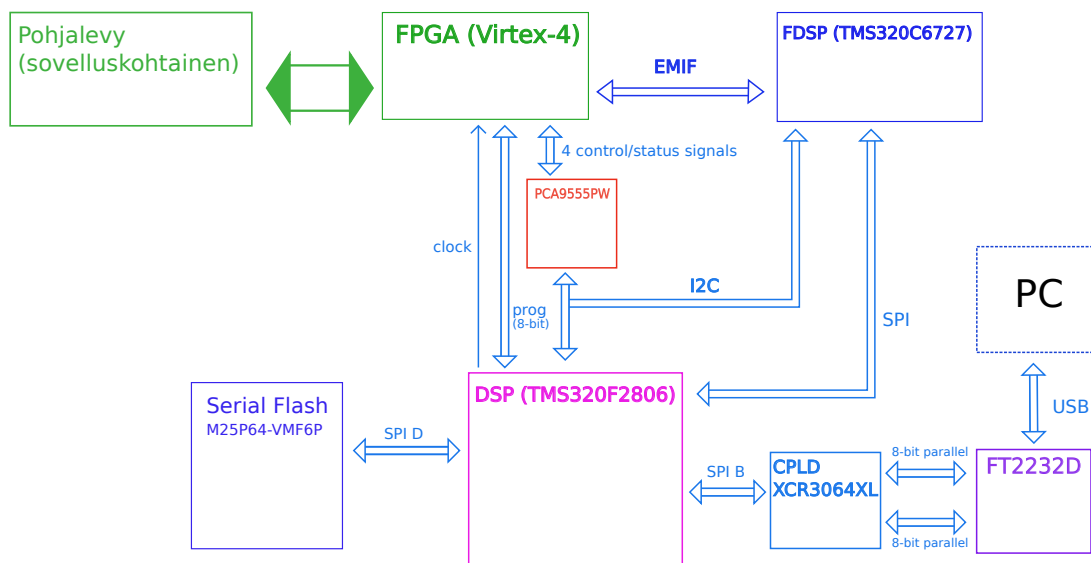 Pohjalevy
(sovelluskohtainen)
FPGA (Virtex-4)
FDSP (TMS320C6727)
EMIF
4 control/status signals
PCA9555PW
clock
I2C
prog
(8-bit)
SPI
PC
USB
DSP (TMS320F2806)
Serial Flash
M25P64-VMF6P
SPI D
SPI B
CPLD
XCR3064XL
8-bit parallel
8-bit parallel
FT2232D